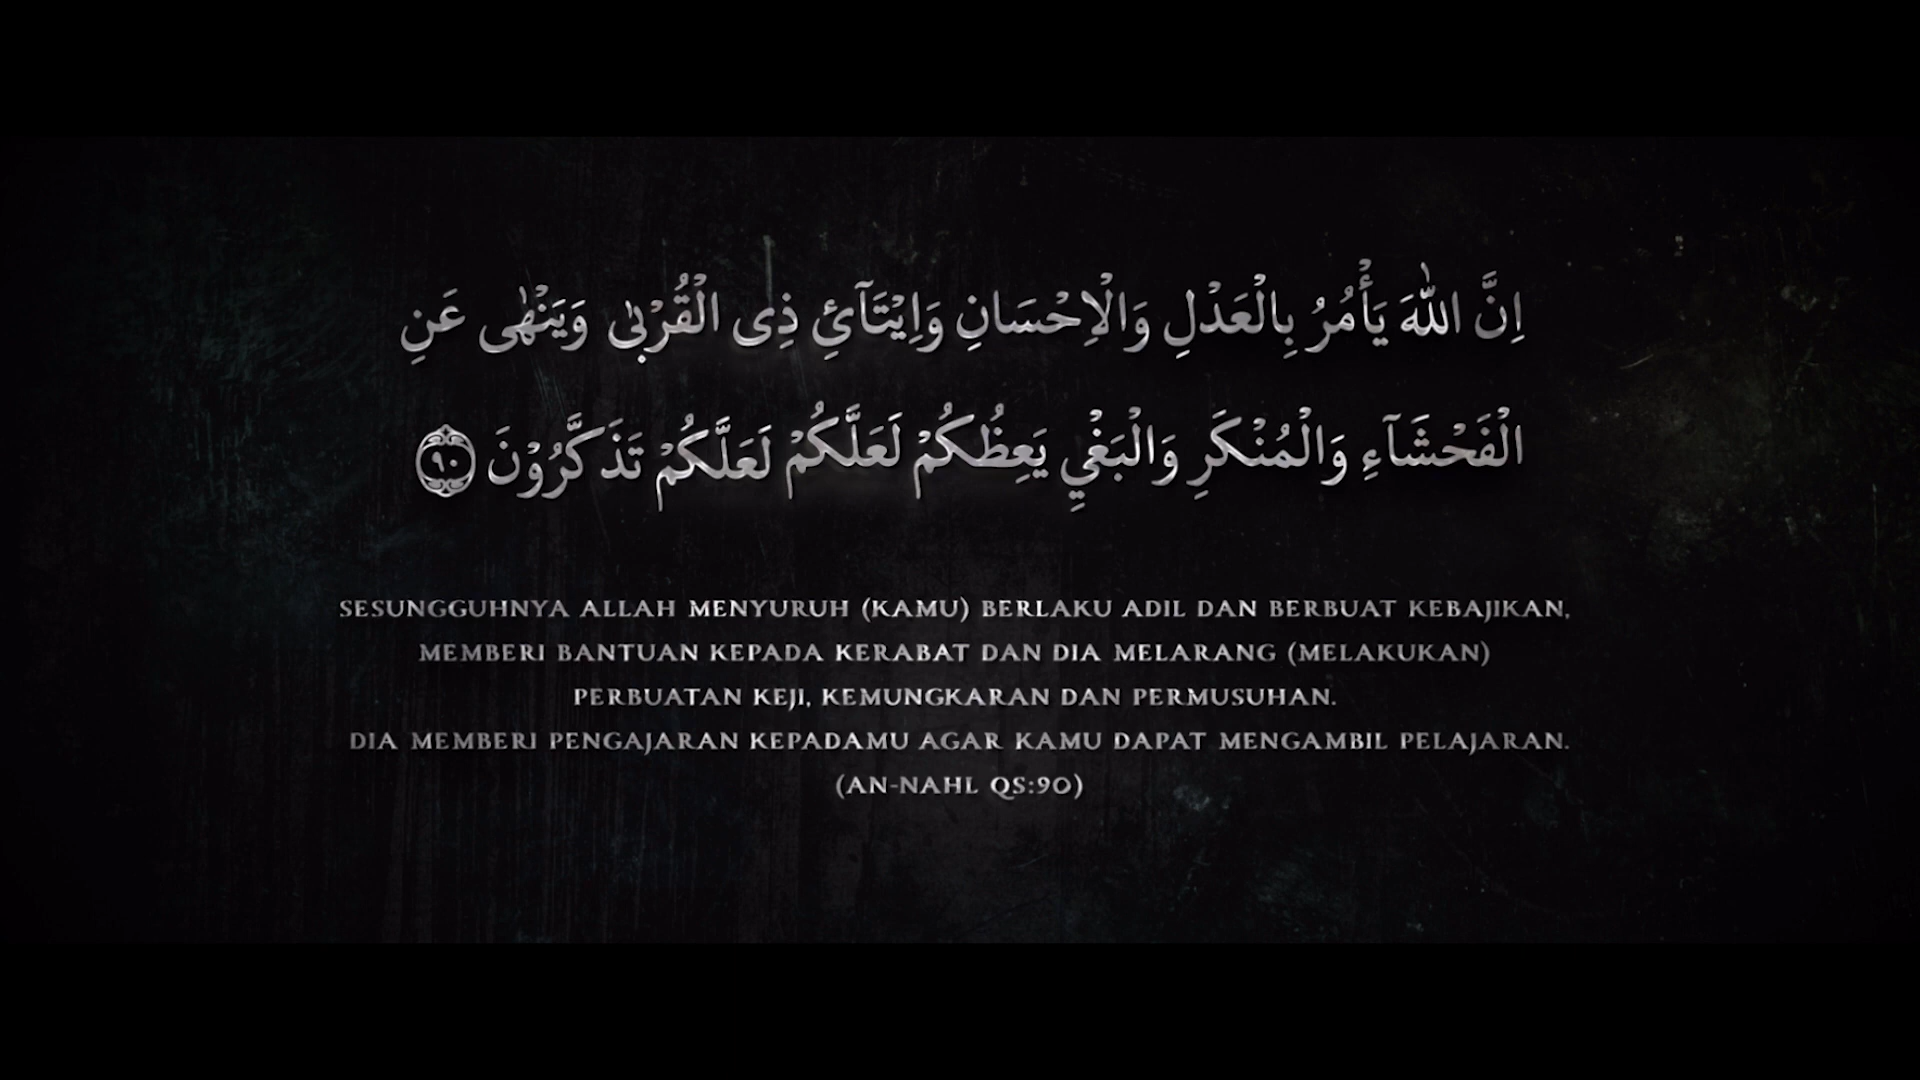 اِنَّ اللّٰهَ يَأْمُرُ بِالْعَدْلِ وَالْاِحْسَانِ وَاِيْتَاۤئِ ذِى الْقُرْبٰى وَيَنْهٰى عَنِ
الْفَحْشَاۤءِ وَالْمُنْكَرِ وَالْبَغْيِ يَعِظُكُمْ لَعَلَّكُمْ لَعَلَّكُمْ تَذَكَّرُوْنَ ۝٩٠
SESUNGGUHNYA ALLAH MENYURUH (KAMU) BERLAKU ADIL DAN BERBUAT KEBAJIKAN,
MEMBERI BANTUAN KEPADA KERABAT DAN DIA MELARANG (MELAKUKAN)
PERBUATAN KEJI, KEMUNGKARAN DAN PERMUSUHAN.
DIA MEMBERI PENGAJARAN KEPADAMU AGAR KAMU DAPAT MENGAMBIL PELAJARAN.
(AN-NAHL QS:90)